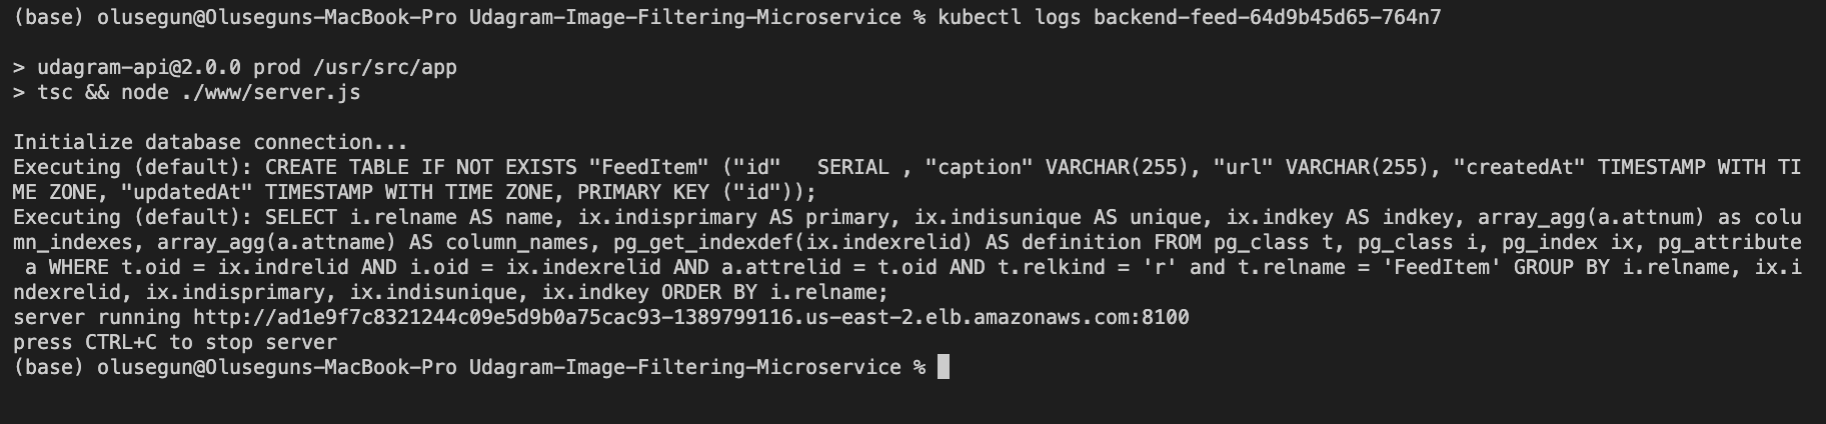 (base) olusegun@Oluseguns-MacBook-Pro Udagram-Image-Filtering-Microservice % kubectl logs backend-feed-64d9b45d65-764n7
> udagram-api@2.0.0 prod /usr/src/app
> tsc && node ./www/server.js
Initialize database connection...
Executing (default): CREATE TABLE IF NOT EXISTS "FeedItem" ("id"   SERIAL , "caption" VARCHAR(255), "url" VARCHAR(255), "createdAt" TIMESTAMP WITH TI
ME ZONE, "updatedAt" TIMESTAMP WITH TIME ZONE, PRIMARY KEY ("id"));
Executing (default): SELECT i.relname AS name, ix.indisprimary AS primary, ix.indisunique AS unique, ix.indkey AS indkey, array_agg(a.attnum) as colu
mn_indexes, array_agg(a.attname) AS column_names, pg_get_indexdef(ix.indexrelid) AS definition FROM pg_class t, pg_class i, pg_index ix, pg_attribute
 a WHERE t.oid = ix.indrelid AND i.oid = ix.indexrelid AND a.attrelid = t.oid AND t.relkind = 'r' and t.relname = 'FeedItem' GROUP BY i.relname, ix.i
ndexrelid, ix.indisprimary, ix.indisunique, ix.indkey ORDER BY i.relname;
server running http://ad1e9f7c8321244c09e5d9b0a75cac93-1389799116.us-east-2.elb.amazonaws.com:8100
press CTRL+C to stop server
(base) olusegun@Oluseguns-MacBook-Pro Udagram-Image-Filtering-Microservice %